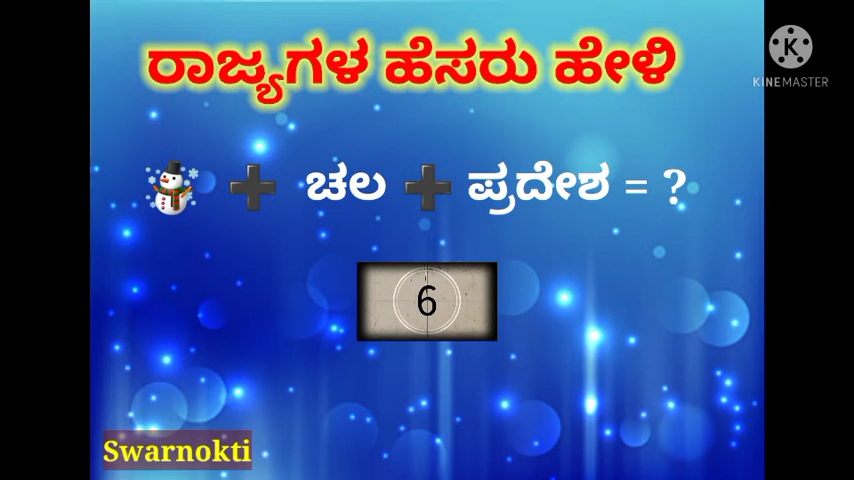 ರಾಜ್ಯಗಳ ಹೆಸರು ಹೇಳಿ
K
KINEMASTER
☃️ ➕ ಚಲ ➕ ಪ್ರದೇಶ = ?
6
Swarnokti